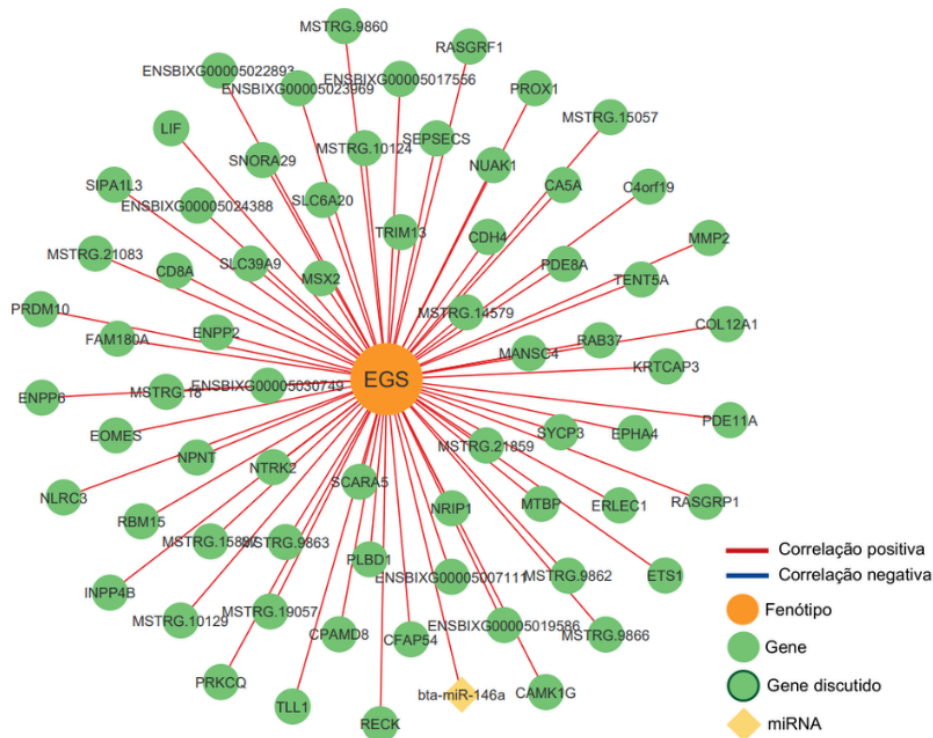 MSTRG.9860
RASGRF1
ENSBIXG00005022893
ENSBIXG00005017556
ENSBIXG00005023969
PROX1
MSTRG.15057
LIF
SEPSECS
MSTRG.10124
SNORA29
NUAK1
SIPA1L3
CA5A
C4orf19
ENSBIXG00005024388
SLC6A20
TRIM13
CDH4
MMP2
MSTRG.21083
CD8A
SLC39A9
PDE8A
MSX2
TENT5A
PRDM10
MSTRG.14579
COL12A1
FAM180A
ENPP2
RAB37
MANSC4
KRTCAP3
EGS
ENSBIXG00005030749
MSTRG.18
ENPP6
PDE11A
EOMES
SYCP3
EPHA4
MSTRG.21859
NPNT
NTRK2
SCARA5
NLRC3
RASGRP1
MTBP
ERLEC1
NRIP1
RBM15
MSTRG.9863
PLBD1
ENSBIXG00005007111
MSTRG.9862
ETS1
INPP4B
MSTRG.19057
MSTRG.10129
CPAMD8
CFAP54
ENSBIXG00005019586
MSTRG.9866
PRKCQ
TLL1
RECK
bta-miR-146a
CAMK1G
Correlação positiva
Correlação negativa
Fenótipo
Gene
Gene discutido
miRNA